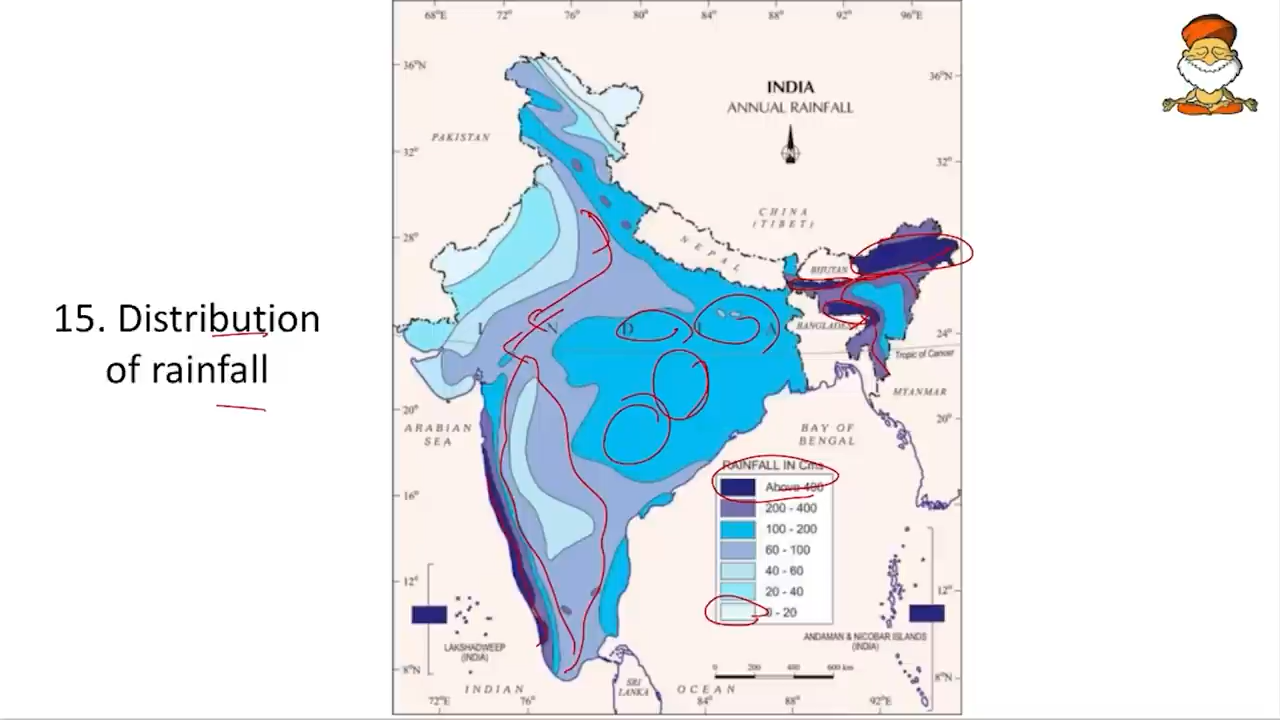 15. Distribution
of rainfall
68°E 72° 76° 80° 84° 88° 92° 96°E
36°N
36°N
INDIA
ANNUAL RAINFALL
N
PAKISTAN
32°
32°
CHINA
(TIBET)
28°
28°
NEPAL
BHUTAN
INDIA
BANGLADESH
24°
24°
Tropic of Cancer
MYANMAR
20°
20°
ARABIAN
SEA
BAY OF
BENGAL
RAINFALL IN Cms
Above 400
200 - 400
100 - 200
60 - 100
40 - 60
20 - 40
0 - 20
16°
12°
12°
LAKSHADWEEP
(INDIA)
ANDAMAN & NICOBAR ISLANDS
(INDIA)
8°N
8°N
0 200 400 600 km
SRI
LANKA
INDIAN OCEAN
72°E 76° 84° 88° 92°E